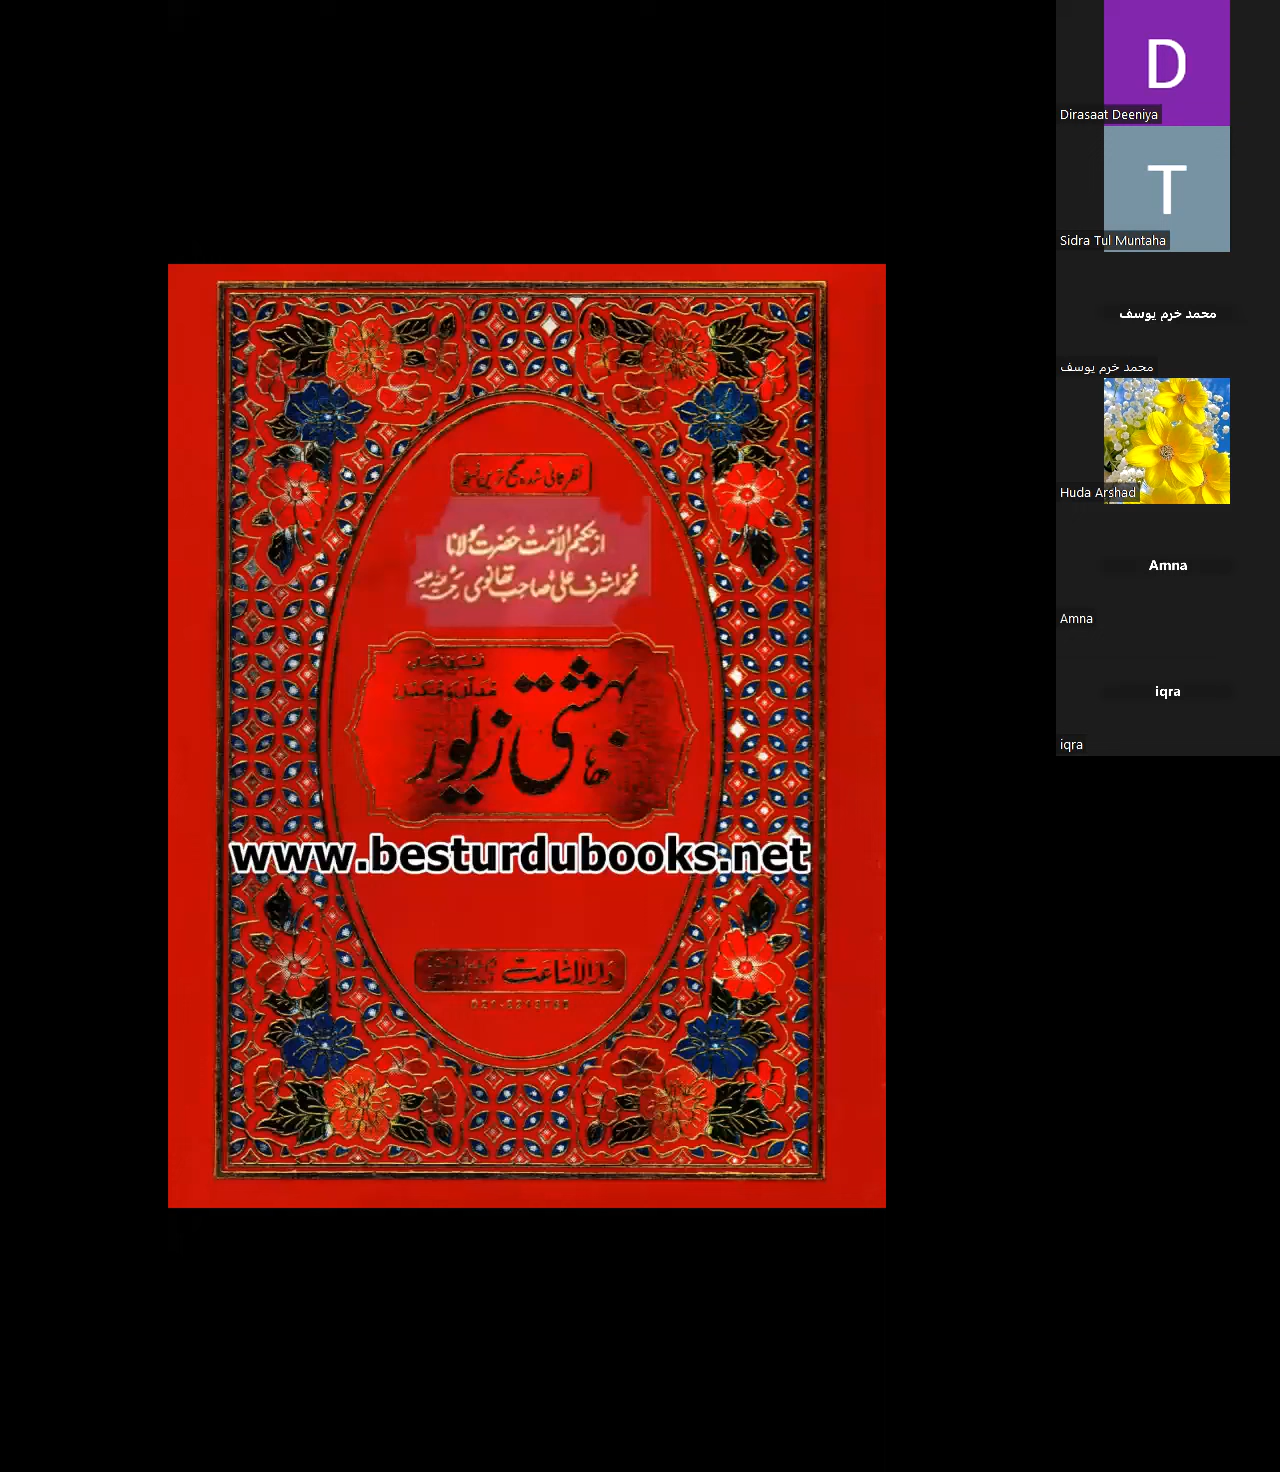 نظر ثانی شدہ صحیح ترین نسخہ
از حکیم الامت حضرت مولانا
محمد اشرف علی صاحب تھانوی رحمۃ اللہ علیہ
مدلل و مکمل
بہشتی زیور
www.besturdubooks.net
دارالاشاعت
D
Dirasaat Deeniya
T
Sidra Tul Muntaha
محمد خرم یوسف
محمد خرم یوسف
Huda Arshad
Amna
Amna
iqra
iqra